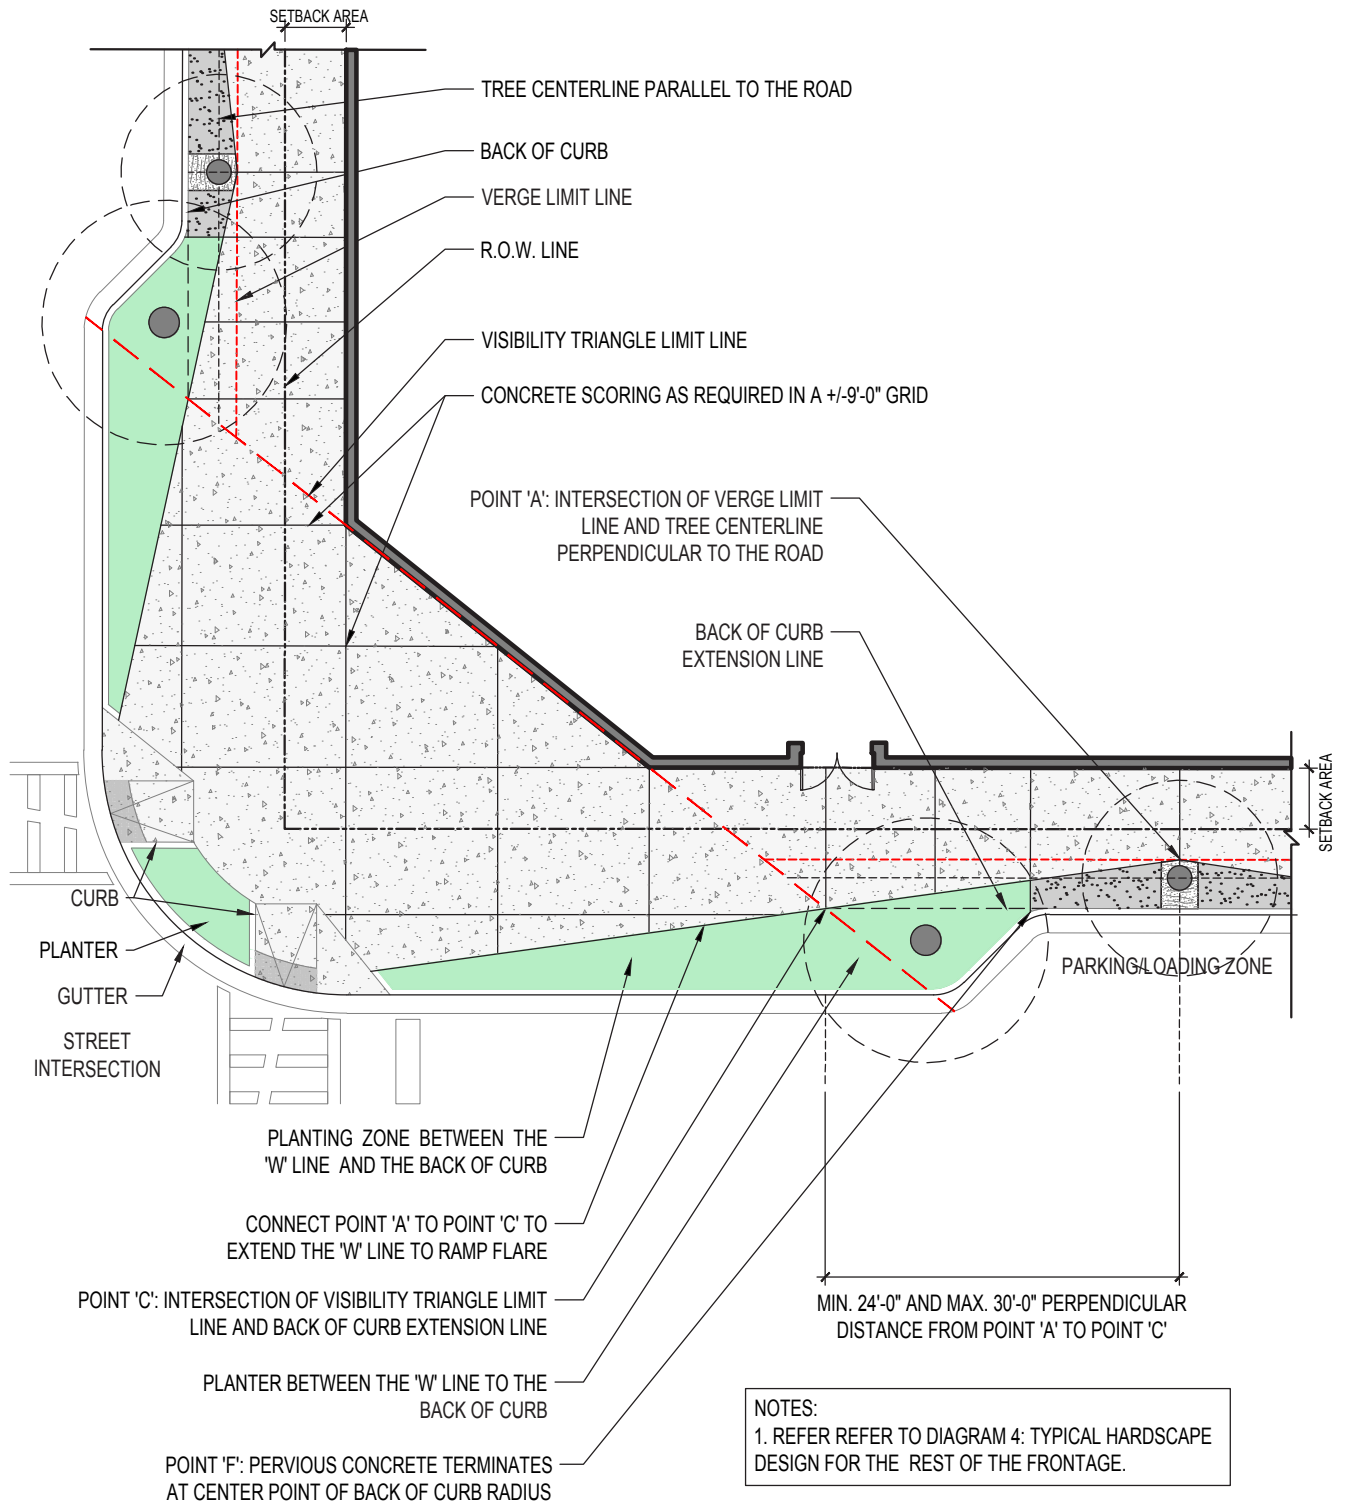 SETBACK AREA
TREE CENTERLINE PARALLEL TO THE ROAD
BACK OF CURB
VERGE LIMIT LINE
R.O.W. LINE
VISIBILITY TRIANGLE LIMIT LINE
CONCRETE SCORING AS REQUIRED IN A +/-9'-0" GRID
POINT 'A': INTERSECTION OF VERGE LIMIT
LINE AND TREE CENTERLINE
PERPENDICULAR TO THE ROAD
BACK OF CURB
EXTENSION LINE
SETBACK AREA
CURB
PLANTER
GUTTER
STREET
INTERSECTION
PARKING/LOADING ZONE
PLANTING ZONE BETWEEN THE
'W' LINE AND THE BACK OF CURB
CONNECT POINT 'A' TO POINT 'C' TO
EXTEND THE 'W' LINE TO RAMP FLARE
POINT 'C': INTERSECTION OF VISIBILITY TRIANGLE LIMIT
LINE AND BACK OF CURB EXTENSION LINE
MIN. 24'-0" AND MAX. 30'-0" PERPENDICULAR
DISTANCE FROM POINT 'A' TO POINT 'C'
PLANTER BETWEEN THE 'W' LINE TO THE
BACK OF CURB
POINT 'F': PERVIOUS CONCRETE TERMINATES
AT CENTER POINT OF BACK OF CURB RADIUS
NOTES:
1. REFER REFER TO DIAGRAM 4: TYPICAL HARDSCAPE
DESIGN FOR THE REST OF THE FRONTAGE.